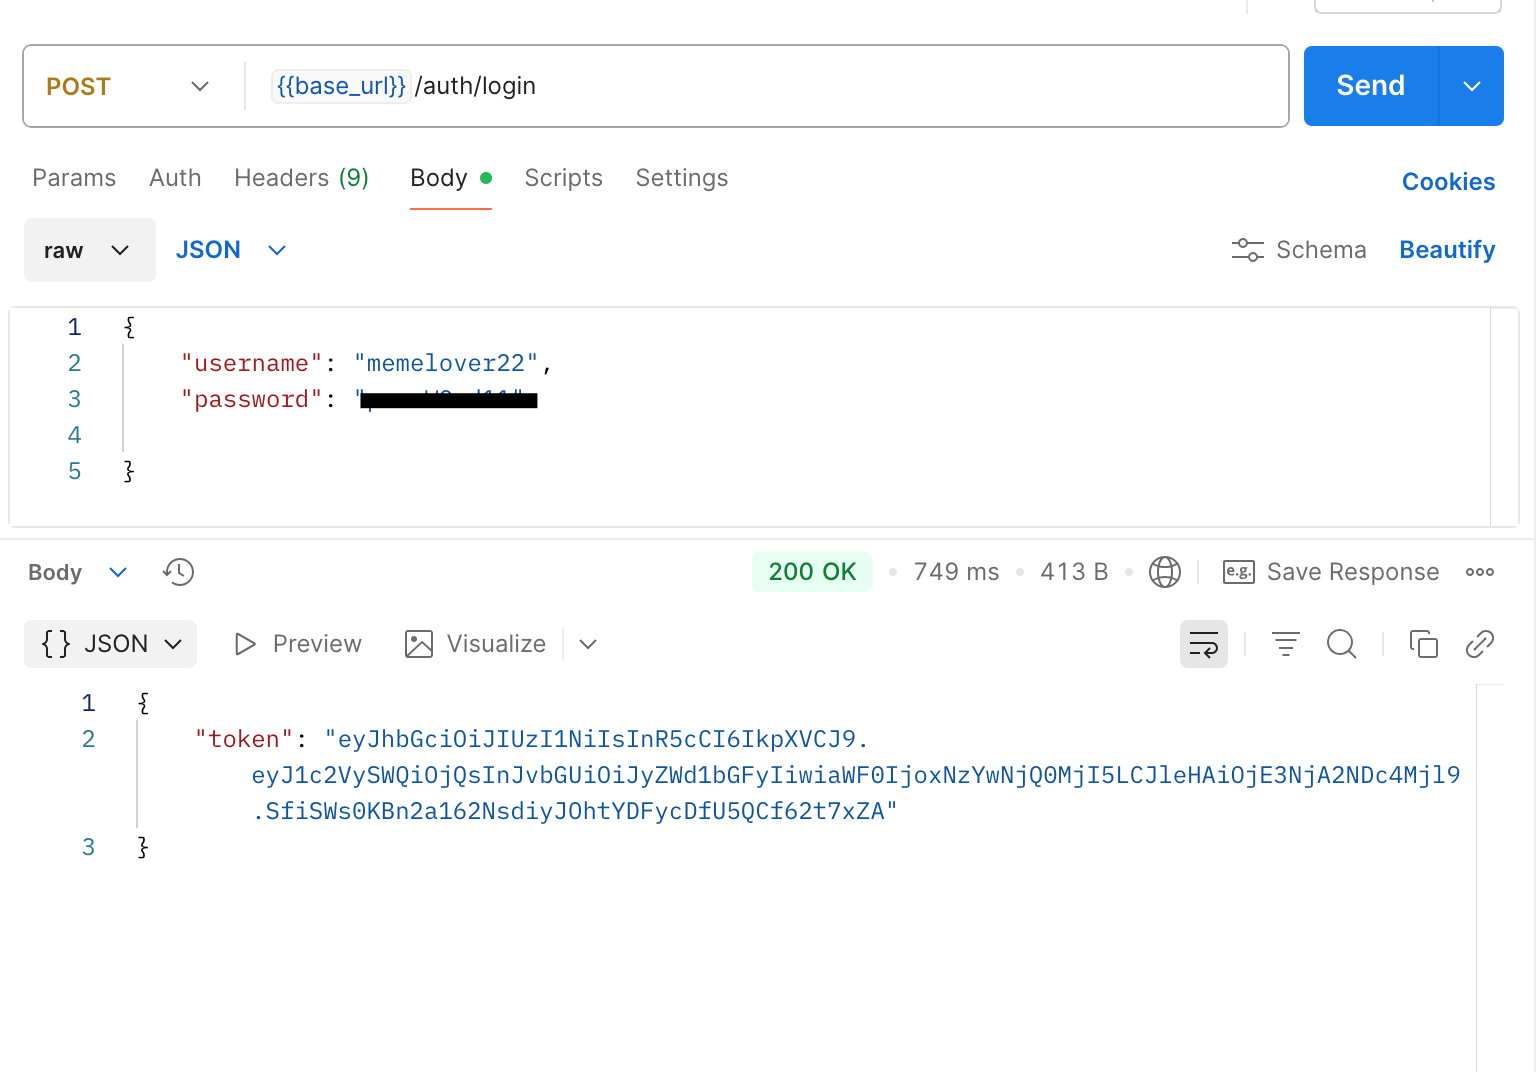 POST {{base_url}} /auth/login Send
Params Auth Headers (9) Body Scripts Settings Cookies
raw JSON Schema Beautify
1 {
2 "username": "memelover22",
3 "password":
4
5 }
Body 200 OK 749 ms 413 B e.g. Save Response
{} JSON Preview Visualize
1 {
2 "token": "eyJhbGciOiJIUzI1NiIsInR5cCI6IkpXVCJ9.
eyJ1c2VySWQiOjQsInJvbGUiOiJyZWd1bGFyIiwiaWF0IjoxNzYwNjQ0MjI5LCJleHAiOjE3NjA2NDc4Mjl9
.SfiSWs0KBn2a162NsdiyJOhtYDFycDfU5QCf62t7xZA"
3 }